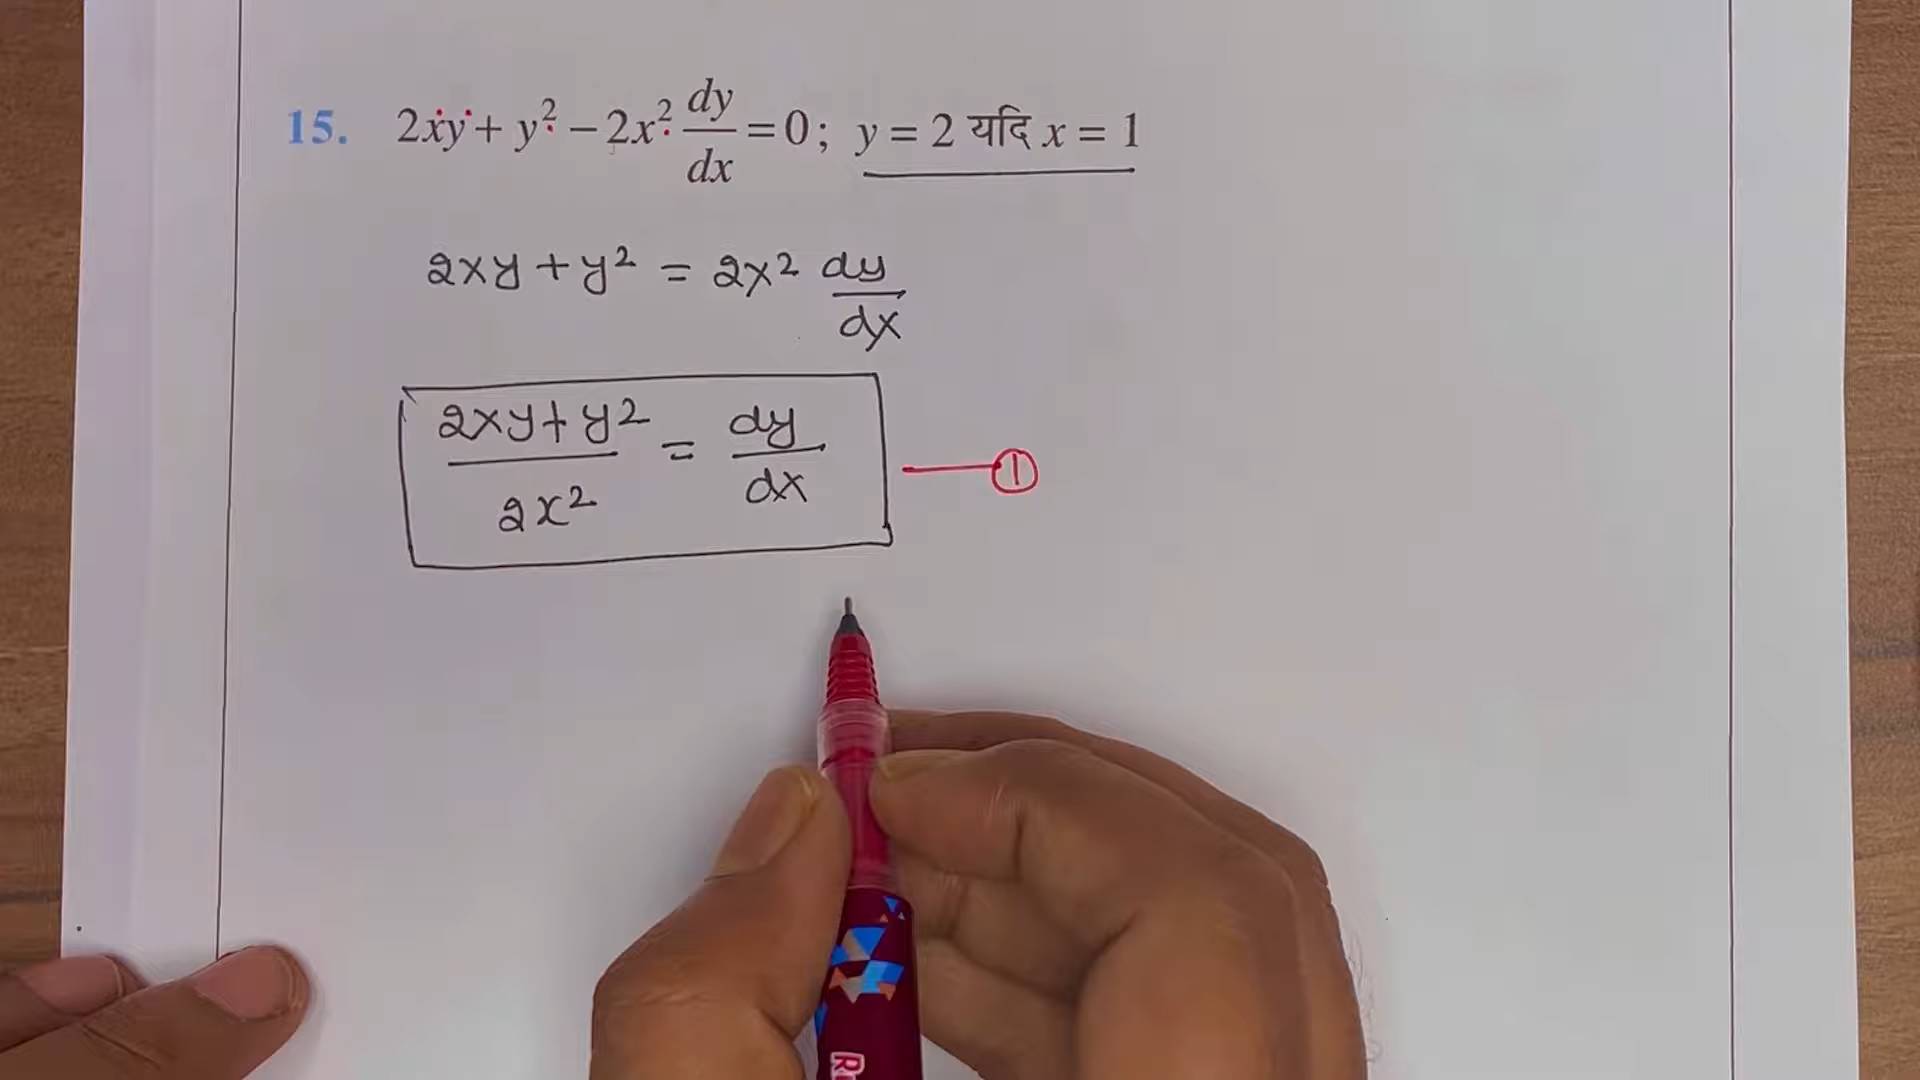 15. 2xy + y² – 2x² dy/dx = 0; y = 2 यदि x = 1
2xy + y² = 2x² dy/dx
2xy + y²/2x² = dy/dx — ①